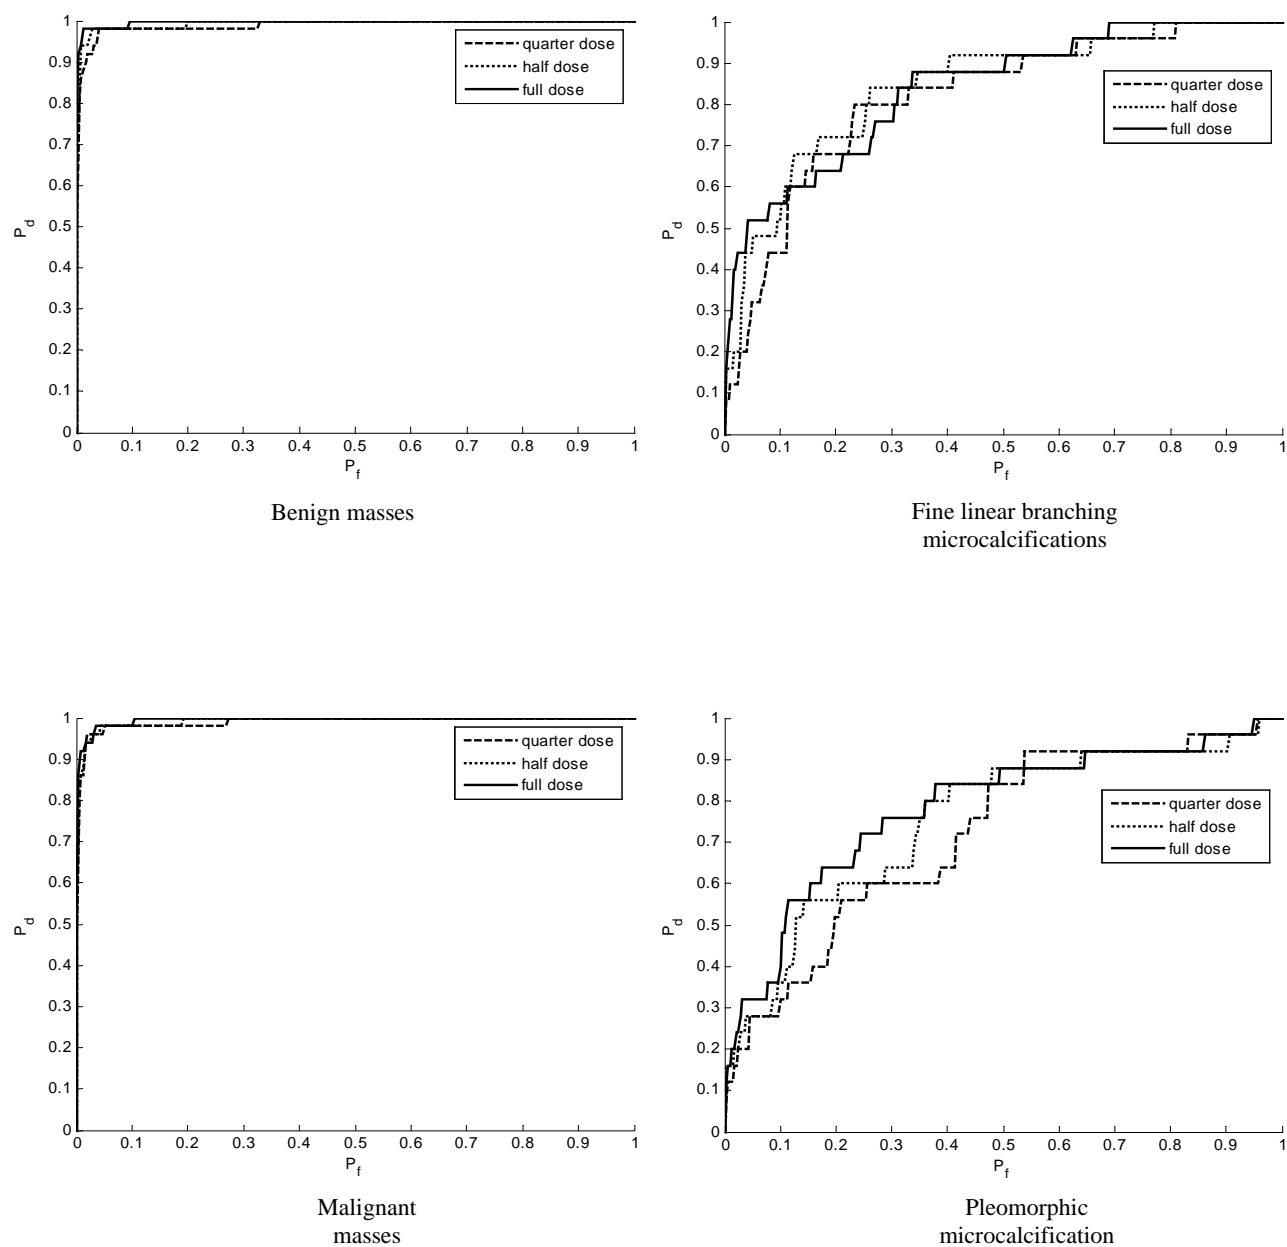 1
0.9
0.8
0.7
0.6
0.5
0.4
0.3
0.2
0.1
0
P_d
0 0.1 0.2 0.3 0.4 0.5 0.6 0.7 0.8 0.9 1
P_f
quarter dose
half dose
full dose
Benign masses
1
0.9
0.8
0.7
0.6
0.5
0.4
0.3
0.2
0.1
0
P_d
0 0.1 0.2 0.3 0.4 0.5 0.6 0.7 0.8 0.9 1
P_f
quarter dose
half dose
full dose
Fine linear branching
microcalcifications
1
0.9
0.8
0.7
0.6
0.5
0.4
0.3
0.2
0.1
0
P_d
0 0.1 0.2 0.3 0.4 0.5 0.6 0.7 0.8 0.9 1
P_f
quarter dose
half dose
full dose
Malignant
masses
1
0.9
0.8
0.7
0.6
0.5
0.4
0.3
0.2
0.1
0
P_d
0 0.1 0.2 0.3 0.4 0.5 0.6 0.7 0.8 0.9 1
P_f
quarter dose
half dose
full dose
Pleomorphic
microcalcification